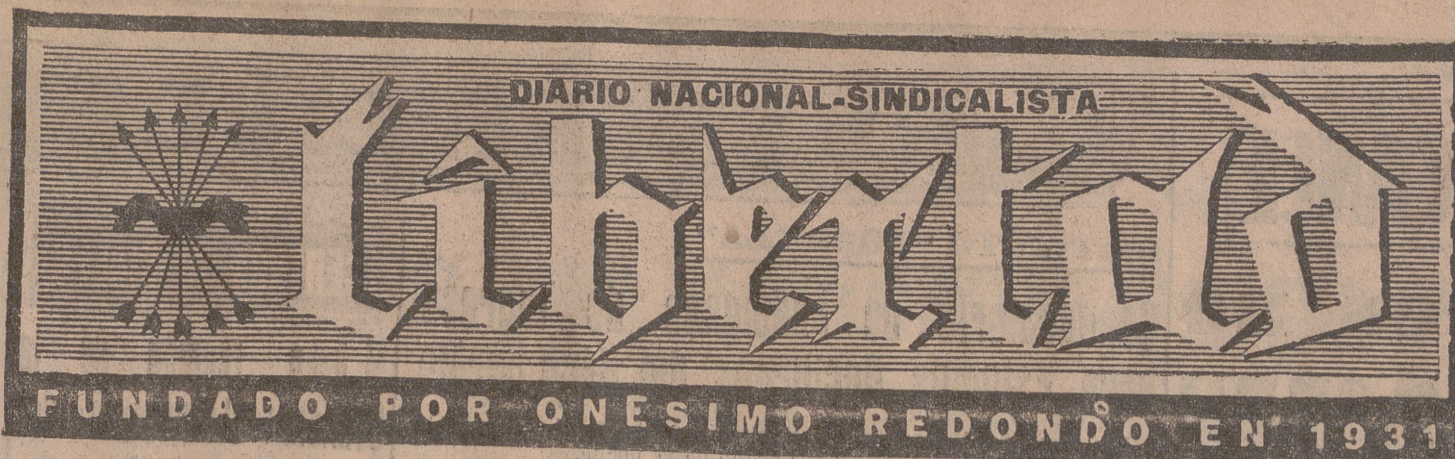 DIARIO NACIONAL-SINDICALISTA
Libertad
FUNDADO POR ONESIMO REDONDO EN 1931